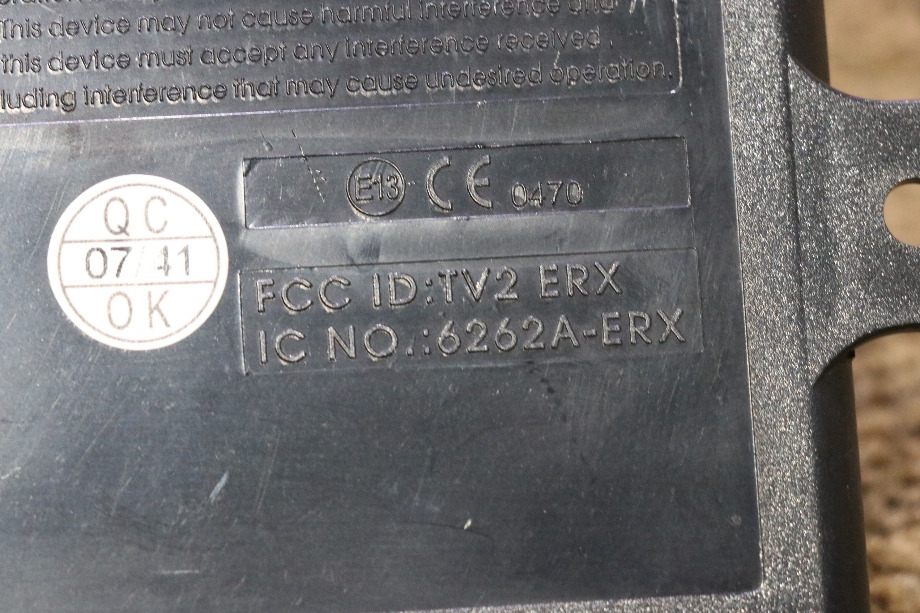 This device may not cause harmful interference and
this device must accept any interference received,
luding interference that may cause undesired operation.
E13 CE 0470
QC
07/41
OK
FCC ID:TV2 ERX
IC NO.:6262A-ERX